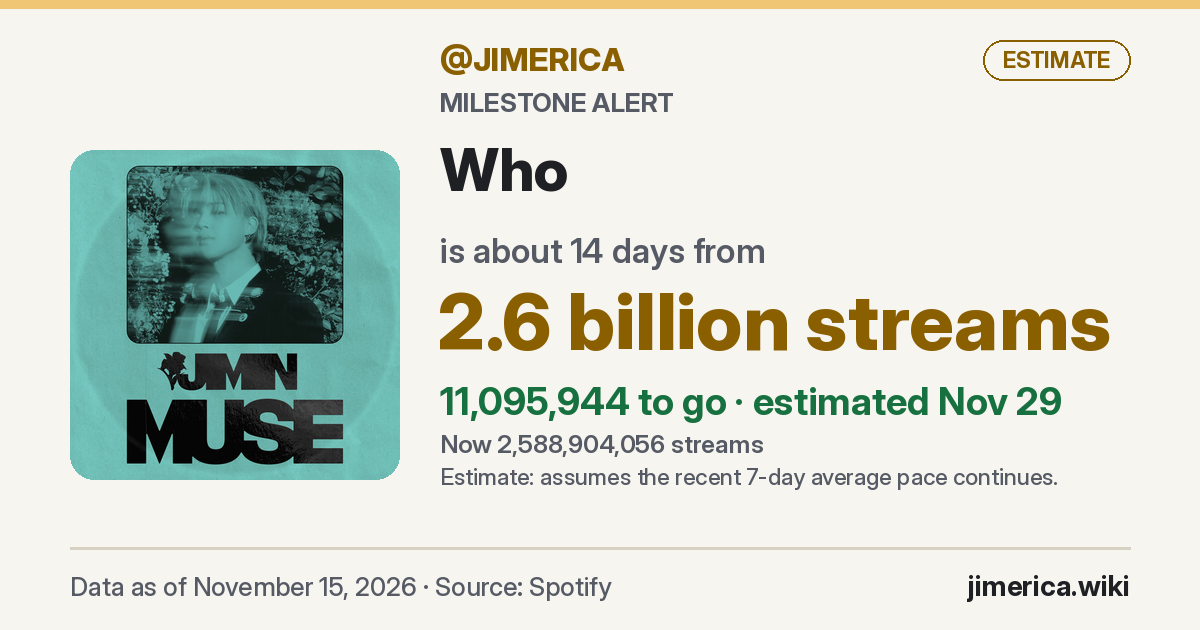 @JIMERICA
ESTIMATE
MILESTONE ALERT
Who
is about 14 days from
2.6 billion streams
11,095,944 to go · estimated Nov 29
Now 2,588,904,056 streams
Estimate: assumes the recent 7-day average pace continues.
JIMIN
MUSE
Data as of November 15, 2026 · Source: Spotify
jimerica.wiki